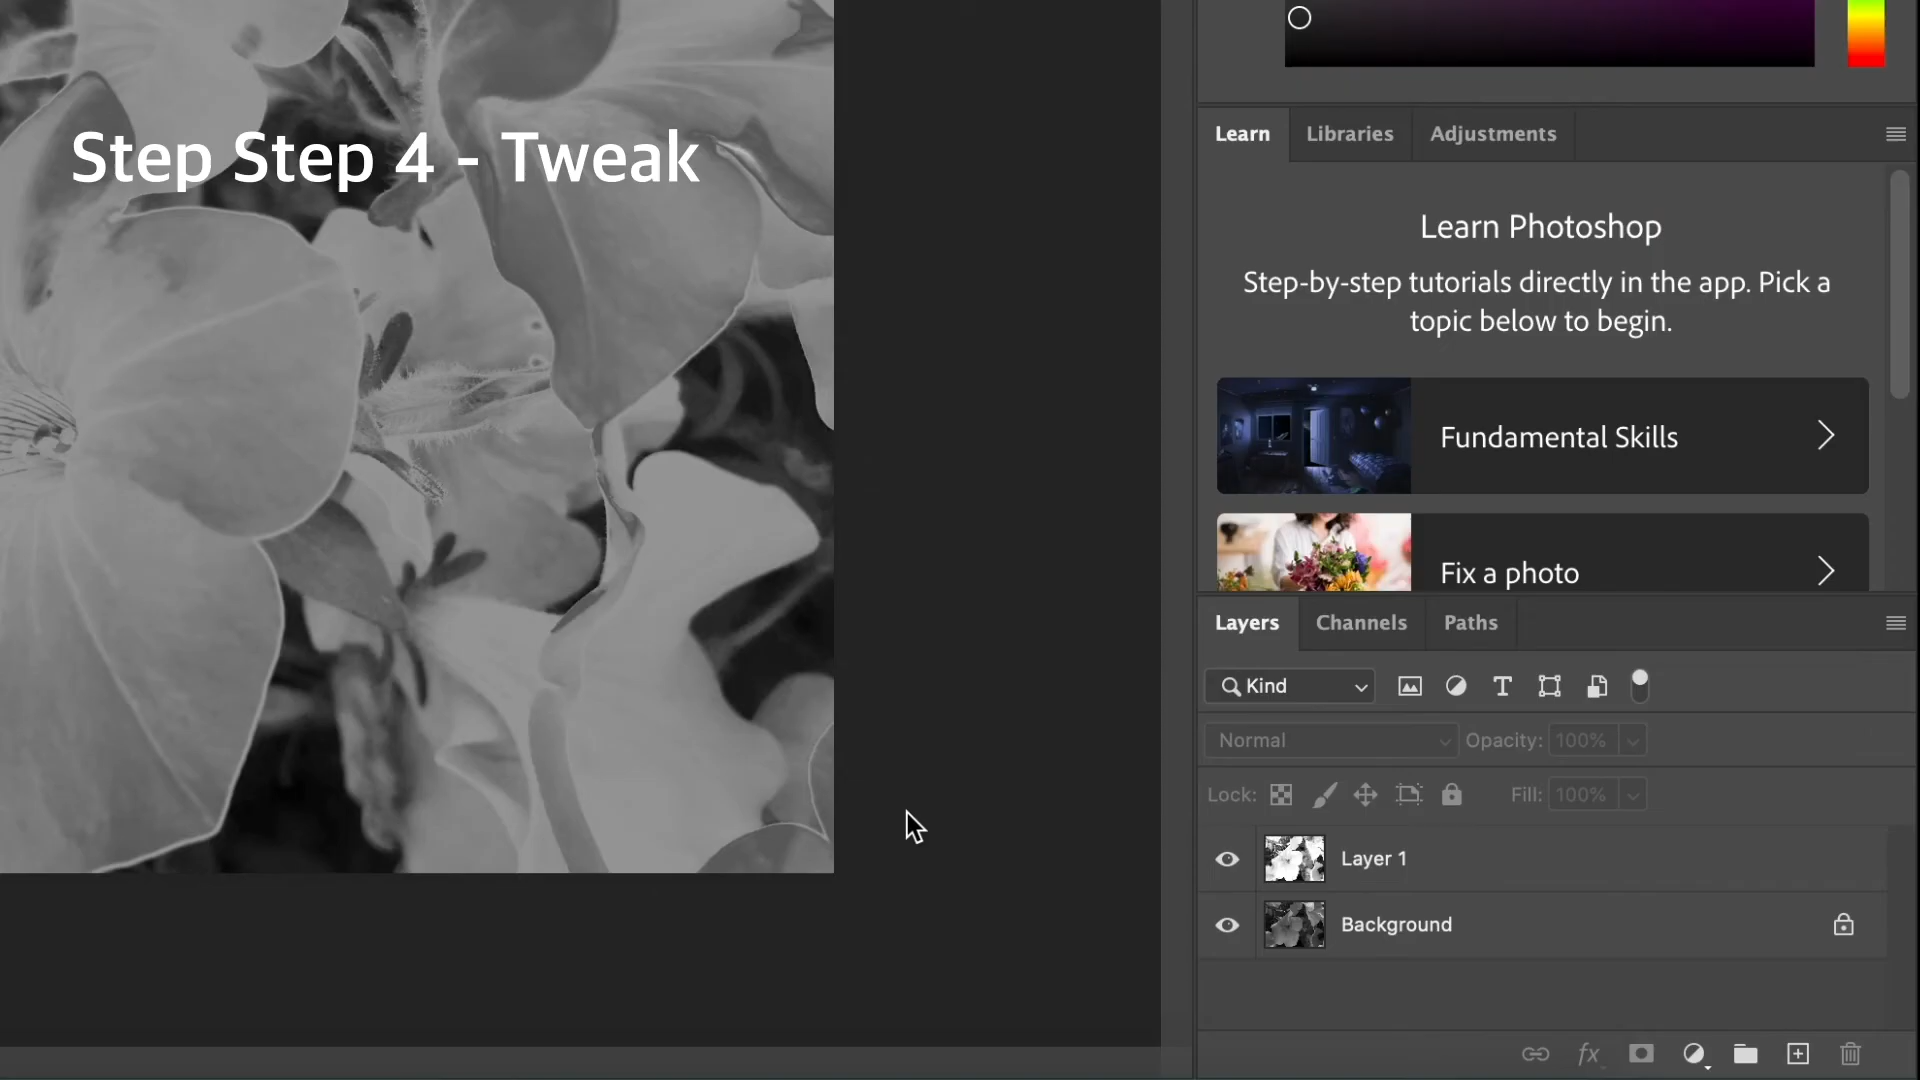 Step Step 4 - Tweak
Learn Libraries Adjustments
Learn Photoshop
Step-by-step tutorials directly in the app. Pick a
topic below to begin.
Fundamental Skills
Fix a photo
Layers Channels Paths
Kind
Normal Opacity: 100%
Lock: Fill: 100%
Layer 1
Background
fx